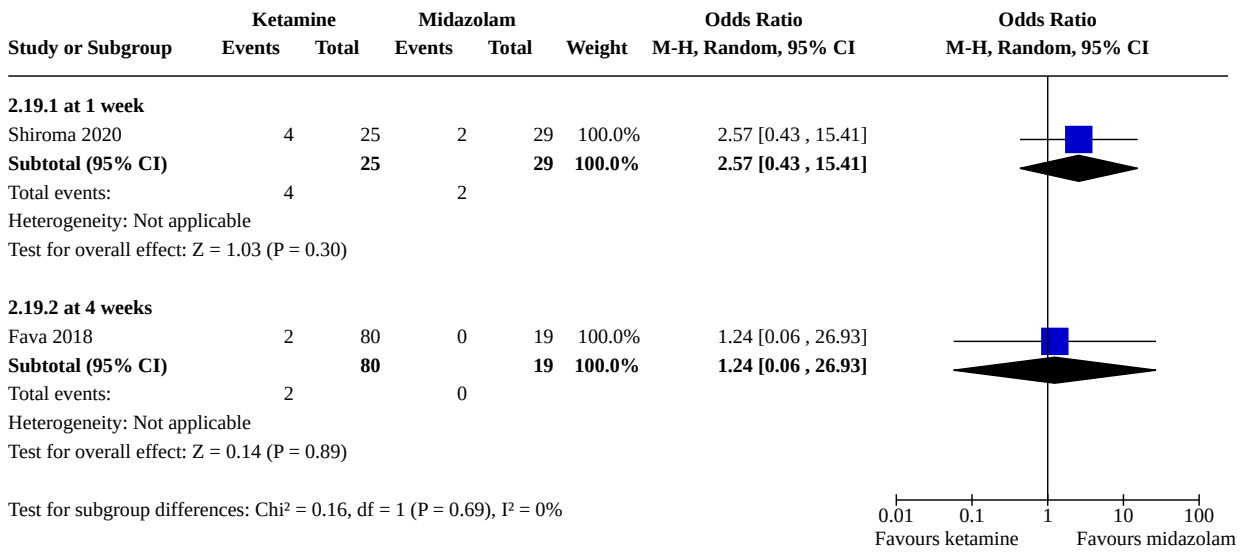 Ketamine Midazolam Odds Ratio Odds Ratio
Study or Subgroup Events Total Events Total Weight M-H, Random, 95% CI M-H, Random, 95% CI
2.19.1 at 1 week
Shiroma 2020 4 25 2 29 100.0% 2.57 [0.43 , 15.41]
Subtotal (95% CI) 25 29 100.0% 2.57 [0.43 , 15.41]
Total events: 4 2
Heterogeneity: Not applicable
Test for overall effect: Z = 1.03 (P = 0.30)
2.19.2 at 4 weeks
Fava 2018 2 80 0 19 100.0% 1.24 [0.06 , 26.93]
Subtotal (95% CI) 80 19 100.0% 1.24 [0.06 , 26.93]
Total events: 2 0
Heterogeneity: Not applicable
Test for overall effect: Z = 0.14 (P = 0.89)
Test for subgroup differences: Chi² = 0.16, df = 1 (P = 0.69), I² = 0%
0.01 0.1 1 10 100
Favours ketamine Favours midazolam